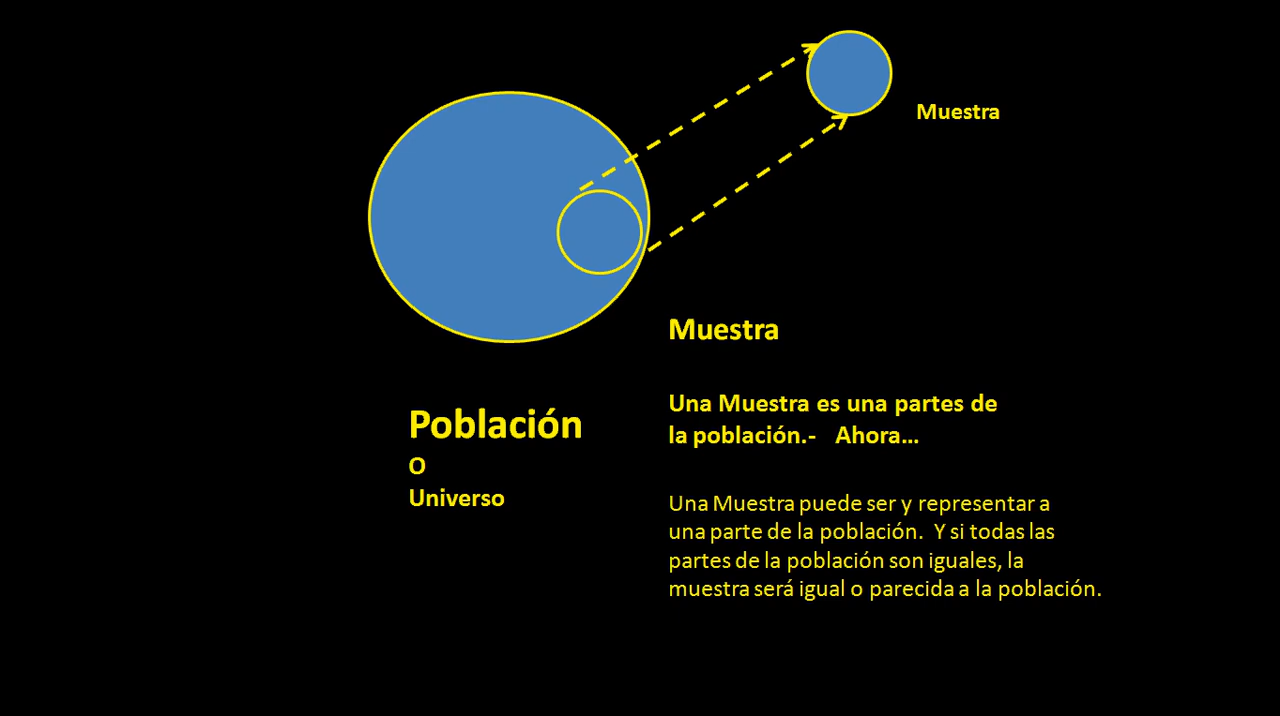 Muestra
Muestra
Una Muestra es una partes de
la población.- Ahora...
Población
O
Universo
Una Muestra puede ser y representar a
una parte de la población. Y si todas las
partes de la población son iguales, la
muestra será igual o parecida a la población.